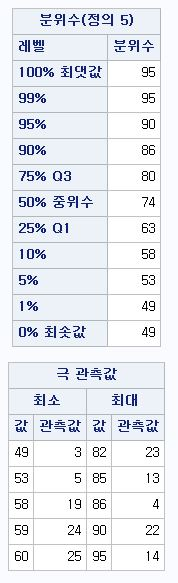 분위수(정의 5)
레벨 분위수
100% 최댓값 95
99% 95
95% 90
90% 86
75% Q3 80
50% 중위수 74
25% Q1 63
10% 58
5% 53
1% 49
0% 최솟값 49
극 관측값
최소 최대
값 관측값 값 관측값
49 3 82 23
53 5 85 13
58 19 86 4
59 24 90 22
60 25 95 14